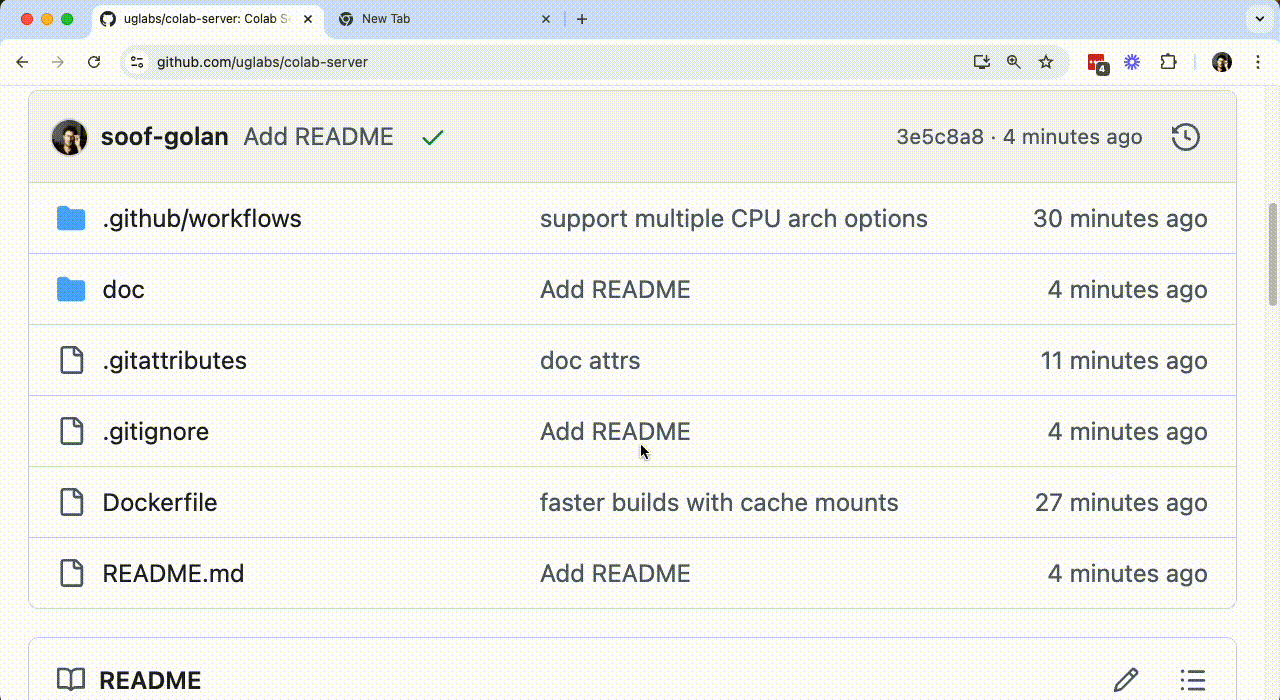 uglabs/colab-server: Colab S
New Tab
github.com/uglabs/colab-server
4
soof-golan Add README 3e5c8a8 · 4 minutes ago
.github/workflows support multiple CPU arch options 30 minutes ago
doc Add README 4 minutes ago
.gitattributes doc attrs 11 minutes ago
.gitignore Add README 4 minutes ago
Dockerfile faster builds with cache mounts 27 minutes ago
README.md Add README 4 minutes ago
README